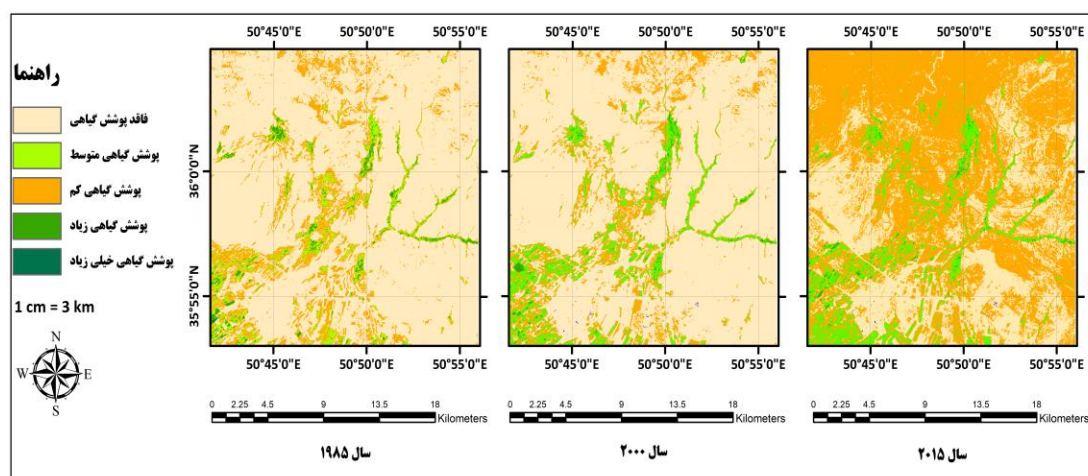 راهنما
فاقد پوشش گیاهی
پوشش گیاهی متوسط
پوشش گیاهی کم
پوشش گیاهی زیاد
پوشش گیاهی خیلی زیاد
1 cm = 3 km
N
W E
S
50°45'0"E 50°50'0"E 50°55'0"E
50°45'0"E 50°50'0"E 50°55'0"E
50°45'0"E 50°50'0"E 50°55'0"E
36°0'0"N
35°55'0"N
50°45'0"E 50°50'0"E 50°55'0"E
50°45'0"E 50°50'0"E 50°55'0"E
50°45'0"E 50°50'0"E 50°55'0"E
0 2.25 4.5 9 13.5 18
Kilometers
0 2.25 4.5 9 13.5 18
Kilometers
0 2.25 4.5 9 13.5 18
Kilometers
سال ۱۹۸۵
سال ۲۰۰۰
سال ۲۰۱۵